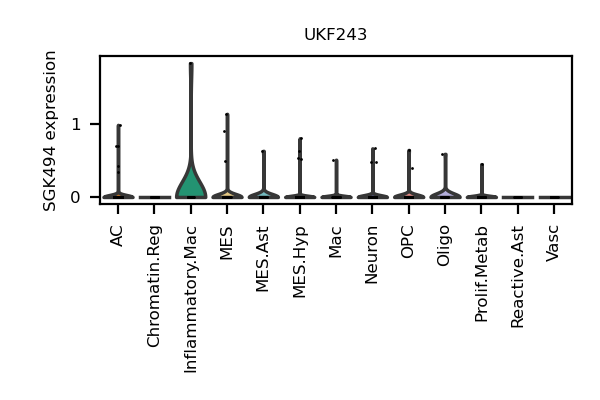 UKF243
SGK494 expression
1
0
AC
Chromatin.Reg
Inflammatory.Mac
MES
MES.Ast
MES.Hyp
Mac
Neuron
OPC
Oligo
Prolif.Metab
Reactive.Ast
Vasc